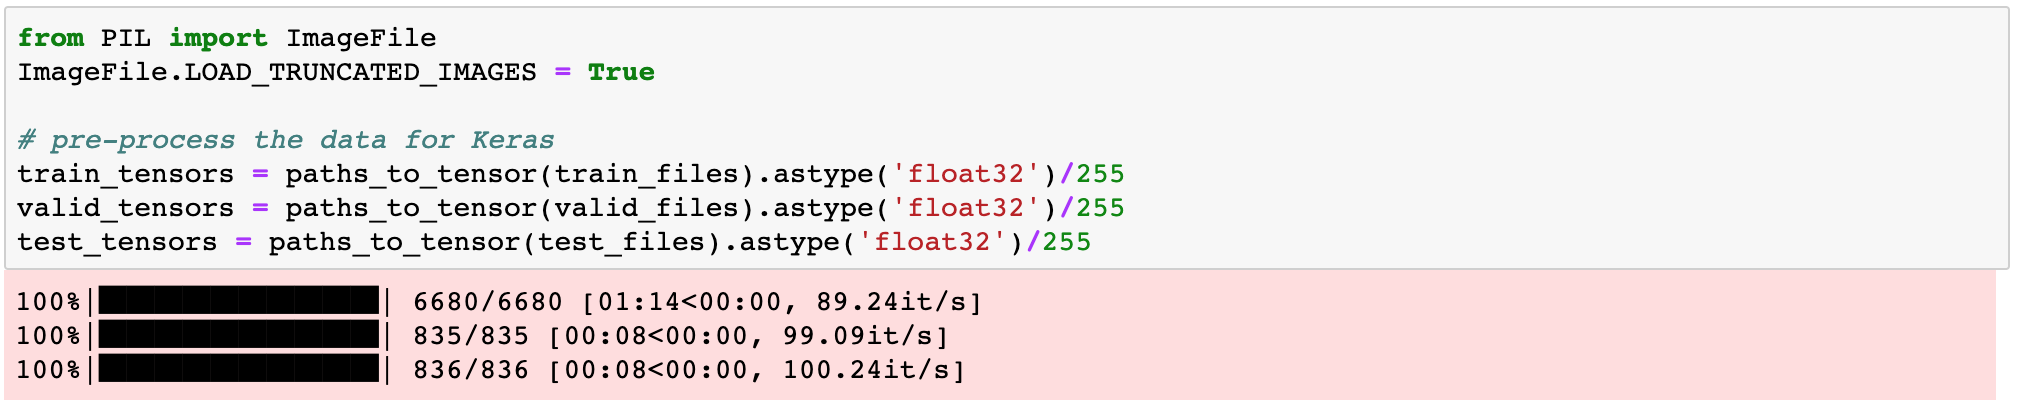 from PIL import ImageFile
ImageFile.LOAD_TRUNCATED_IMAGES = True
# pre-process the data for Keras
train_tensors = paths_to_tensor(train_files).astype('float32')/255
valid_tensors = paths_to_tensor(valid_files).astype('float32')/255
test_tensors = paths_to_tensor(test_files).astype('float32')/255
100%|██████████| 6680/6680 [01:14<00:00, 89.24it/s]
100%|██████████| 835/835 [00:08<00:00, 99.09it/s]
100%|██████████| 836/836 [00:08<00:00, 100.24it/s]